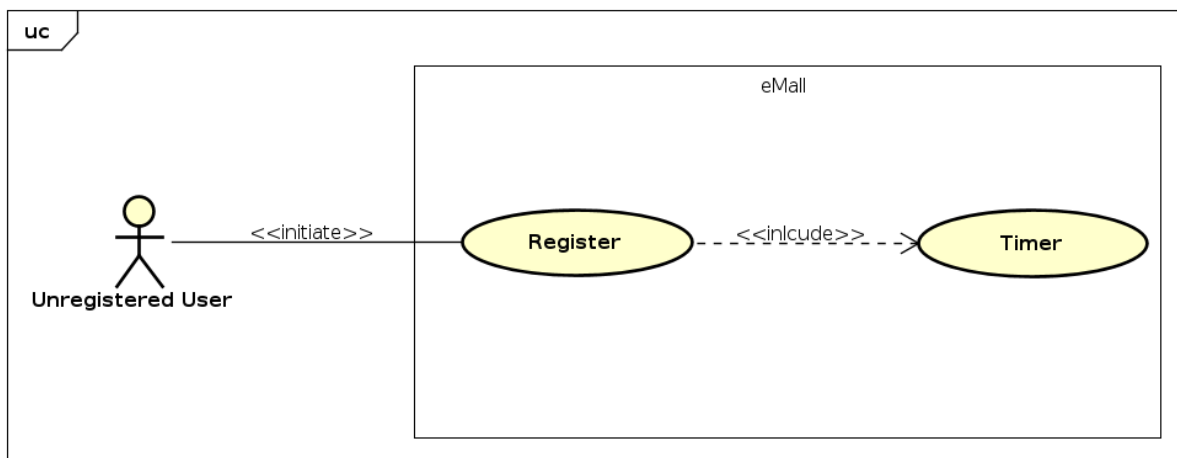 uc
eMall
<<initiate>>
Register
<<inlcude>>
Timer
Unregistered User